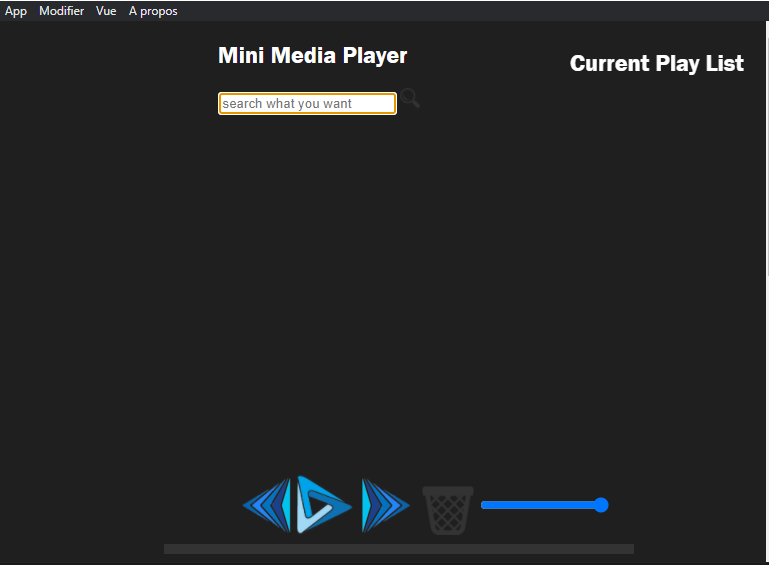 App Modifier Vue A propos
Mini Media Player
Current Play List
search what you want